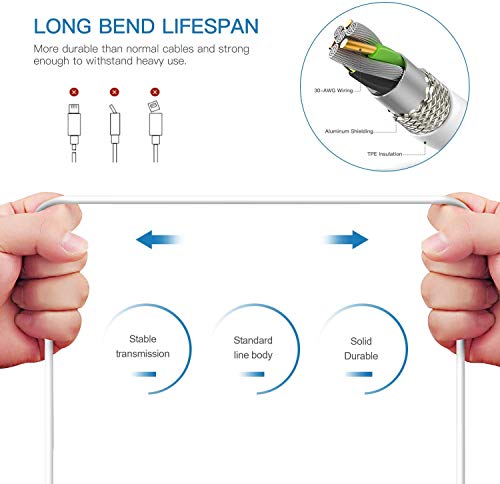 LONG BEND LIFESPAN
More durable than normal cables and strong
enough to withstand heavy use.
30-AWG Wiring
Aluminum Shielding
TPE Insulation
Stable
transmission
Standard
line body
Solid
Durable